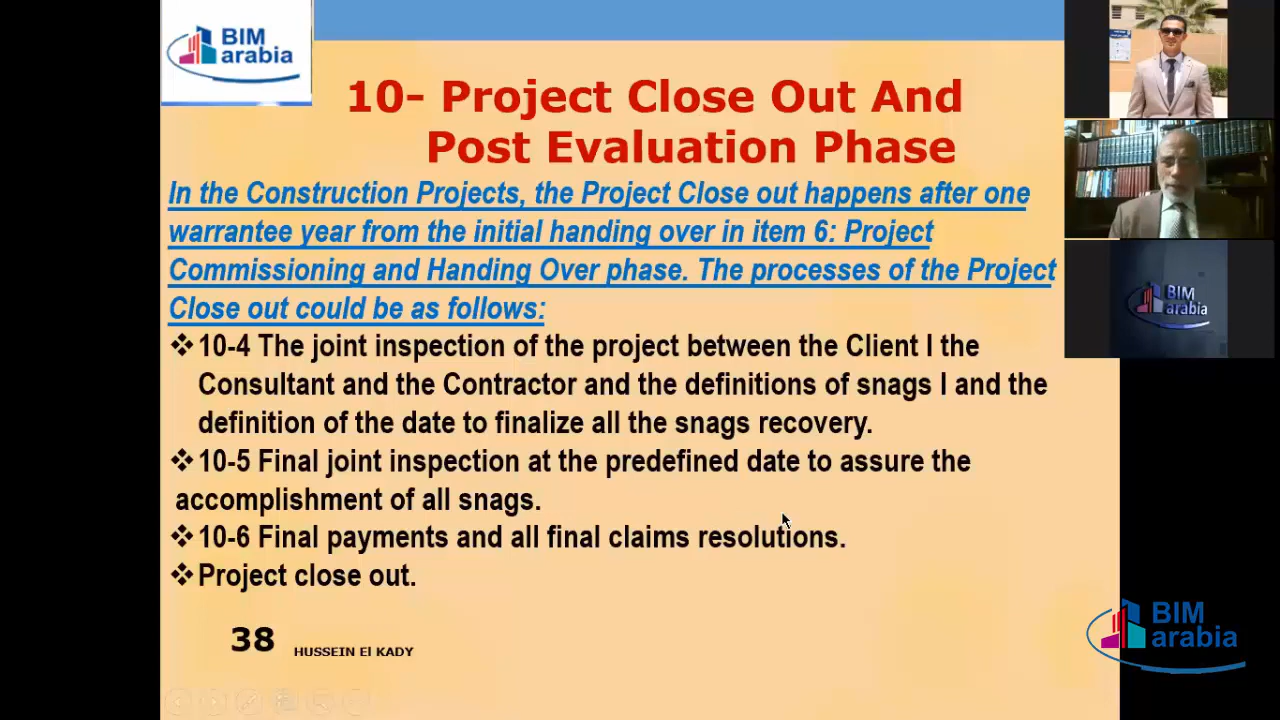 BIM
arabia
10- Project Close Out And
Post Evaluation Phase
In the Construction Projects, the Project Close out happens after one
warrantee year from the initial handing over in item 6: Project
Commissioning and Handing Over phase. The processes of the Project
Close out could be as follows:
❖10-4 The joint inspection of the project between the Client I the
Consultant and the Contractor and the definitions of snags I and the
definition of the date to finalize all the snags recovery.
❖10-5 Final joint inspection at the predefined date to assure the
accomplishment of all snags.
❖10-6 Final payments and all final claims resolutions.
❖Project close out.
38
HUSSEIN El KADY
BIM
arabia
BIM
arabia